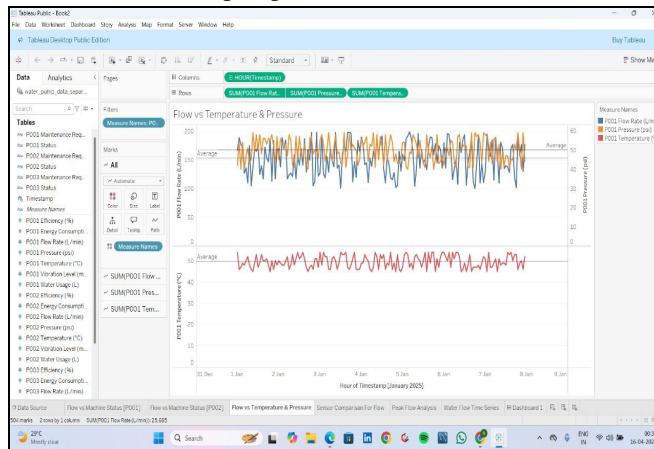 Tableau Public - Book2
File Data Worksheet Dashboard Story Analysis Map Format Server Window Help
Tableau Desktop Public Edition
Buy Tableau
Standard
Show Me
Data Analytics
Pages
Columns
HOUR(Timestamp)
Rows
SUM(P001 Flow Rat.. SUM(P001 Pressure.. SUM(P001 Tempera..
water_pump_data_separ...
Search
Tables
P001 Maintenance Req...
P001 Status
P002 Maintenance Req...
P002 Status
P003 Maintenance Req...
P003 Status
Timestamp
Measure Names
P001 Efficiency (%)
P001 Energy Consumpti...
P001 Flow Rate (L/min)
P001 Pressure (psi)
P001 Temperature (°C)
P001 Vibration Level (m...
P001 Water Usage (L)
P002 Efficiency (%)
P002 Energy Consumpti...
P002 Flow Rate (L/min)
P002 Pressure (psi)
P002 Temperature (°C)
P002 Vibration Level (m...
P002 Water Usage (L)
P003 Efficiency (%)
P003 Energy Consumpti...
P003 Flow Rate (L/min)
Filters
Measure Names: P0..
Marks
All
Automatic
Color Size Label
Detail Tooltip Path
Measure Names
SUM(P001 Flow ...
SUM(P001 Pres...
SUM(P001 Tem...
Flow vs Temperature & Pressure
P001 Flow Rate (L/min)
200
150
100
50
0
Average
Average
60
50
40
30
20
10
0
P001 Pressure (psi)
P001 Temperature (°C)
50
40
30
20
10
0
Average
31 Dec 1 Jan 2 Jan 3 Jan 4 Jan 5 Jan 6 Jan 7 Jan 8 Jan 9 Jan
Hour of Timestamp [January 2025]
Measure Names
P001 Flow Rate (L/m
P001 Pressure (psi)
P001 Temperature (°
Data Source Flow vs Machine Status [P001] Flow vs Machine Status [P002] Flow vs Temperature & Pressure Sensor Comparision For Flow Peak Flow Analysis Water Flow Time Series Dashboard 1
504 marks 2 rows by 1 column SUM(P001 Flow Rate (L/min)): 25,685
29°C
Mostly clear
Search
ENG
IN
16-04-202